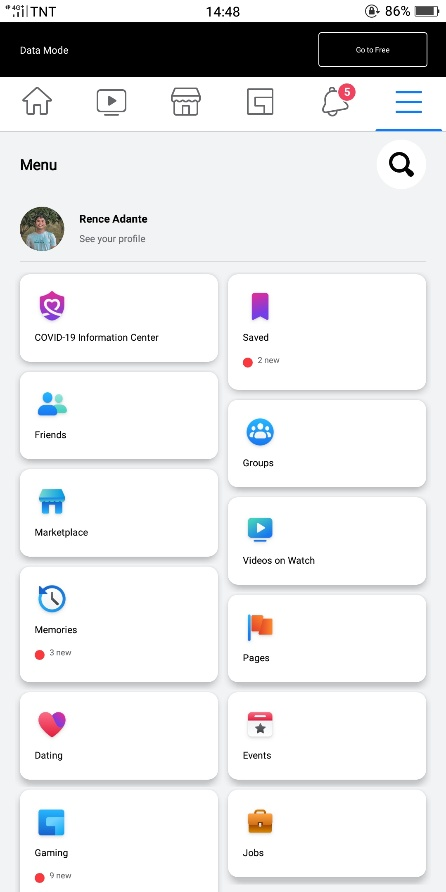 4G+ TNT 14:48 86%
Data Mode
Go to Free
5
Menu
Rence Adante
See your profile
COVID-19 Information Center
Saved
2 new
Friends
Groups
Marketplace
Videos on Watch
Memories
3 new
Pages
Dating
Events
Gaming
9 new
Jobs